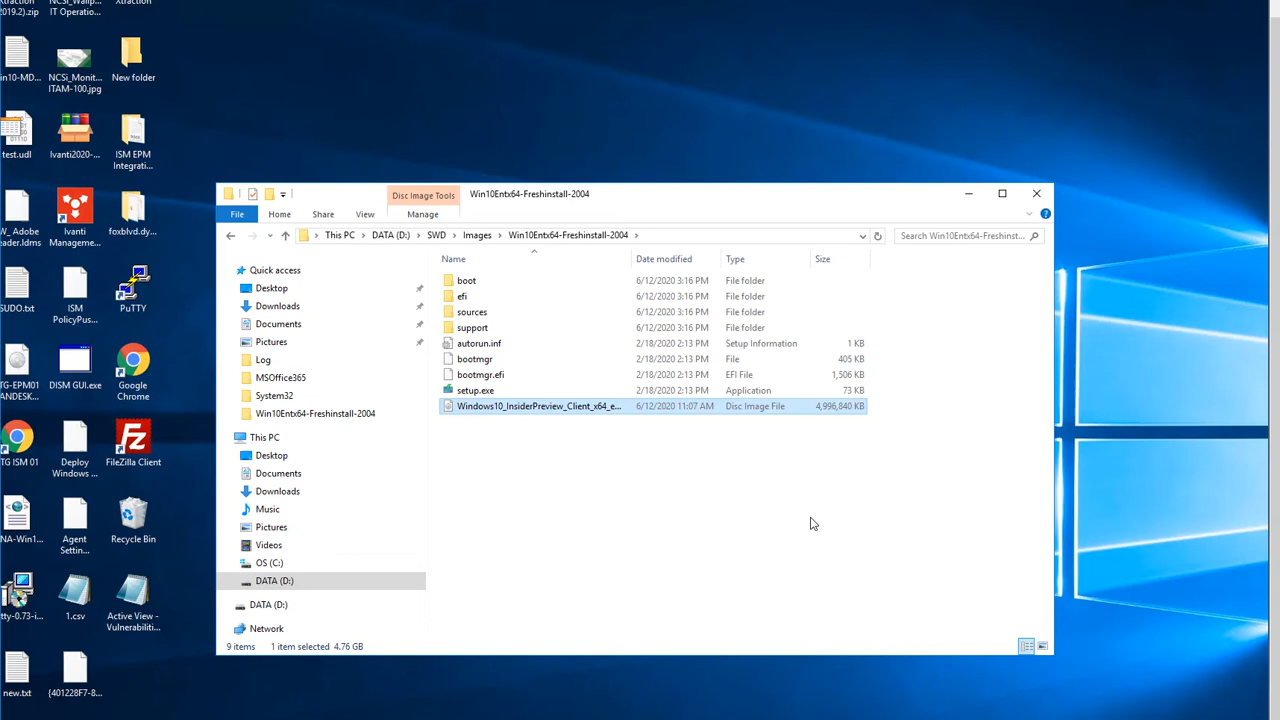 Xtraction
2019.2).zip
NCSi_Wallp...
IT Operatio...
Xtraction
in10-MD...
NCSi_Monit...
ITAM-100.jpg
New folder
test.udl
Ivanti2020-...
ISM EPM
Integrati...
W_Adobe
eader.ldms
Ivanti
Manageme...
foxblvd.dy...
SUDO.txt
ISM
PolicyPus...
PuTTY
TG-EPM01
ANDESK...
DISM GUI.exe
Google
Chrome
TG ISM 01
Deploy
Windows ...
FileZilla Client
NA-Win1...
Agent
Settin...
Recycle Bin
tty-0.73-i...
1.csv
Active View -
Vulnerabiliti...
new.txt
{401228F7-8...
Disc Image Tools
Win10Entx64-Freshinstall-2004
File
Home
Share
View
Manage
This PC
DATA (D:)
SWD
Images
Win10Entx64-Freshinstall-2004
Search Win10Entx64-Freshinst...
Quick access
Desktop
Downloads
Documents
Pictures
Log
MSOffice365
System32
Win10Entx64-Freshinstall-2004
This PC
Desktop
Documents
Downloads
Music
Pictures
Videos
OS (C:)
DATA (D:)
DATA (D:)
Network
Name Date modified Type Size
boot 6/12/2020 3:16 PM File folder
efi 6/12/2020 3:16 PM File folder
sources 6/12/2020 3:16 PM File folder
support 6/12/2020 3:16 PM File folder
autorun.inf 2/18/2020 2:13 PM Setup Information 1 KB
bootmgr 2/18/2020 2:13 PM File 405 KB
bootmgr.efi 2/18/2020 2:13 PM EFI File 1,506 KB
setup.exe 2/18/2020 2:13 PM Application 73 KB
Windows10_InsiderPreview_Client_x64_e... 6/12/2020 11:07 AM Disc Image File 4,996,840 KB
9 items 1 item selected 4.76 GB